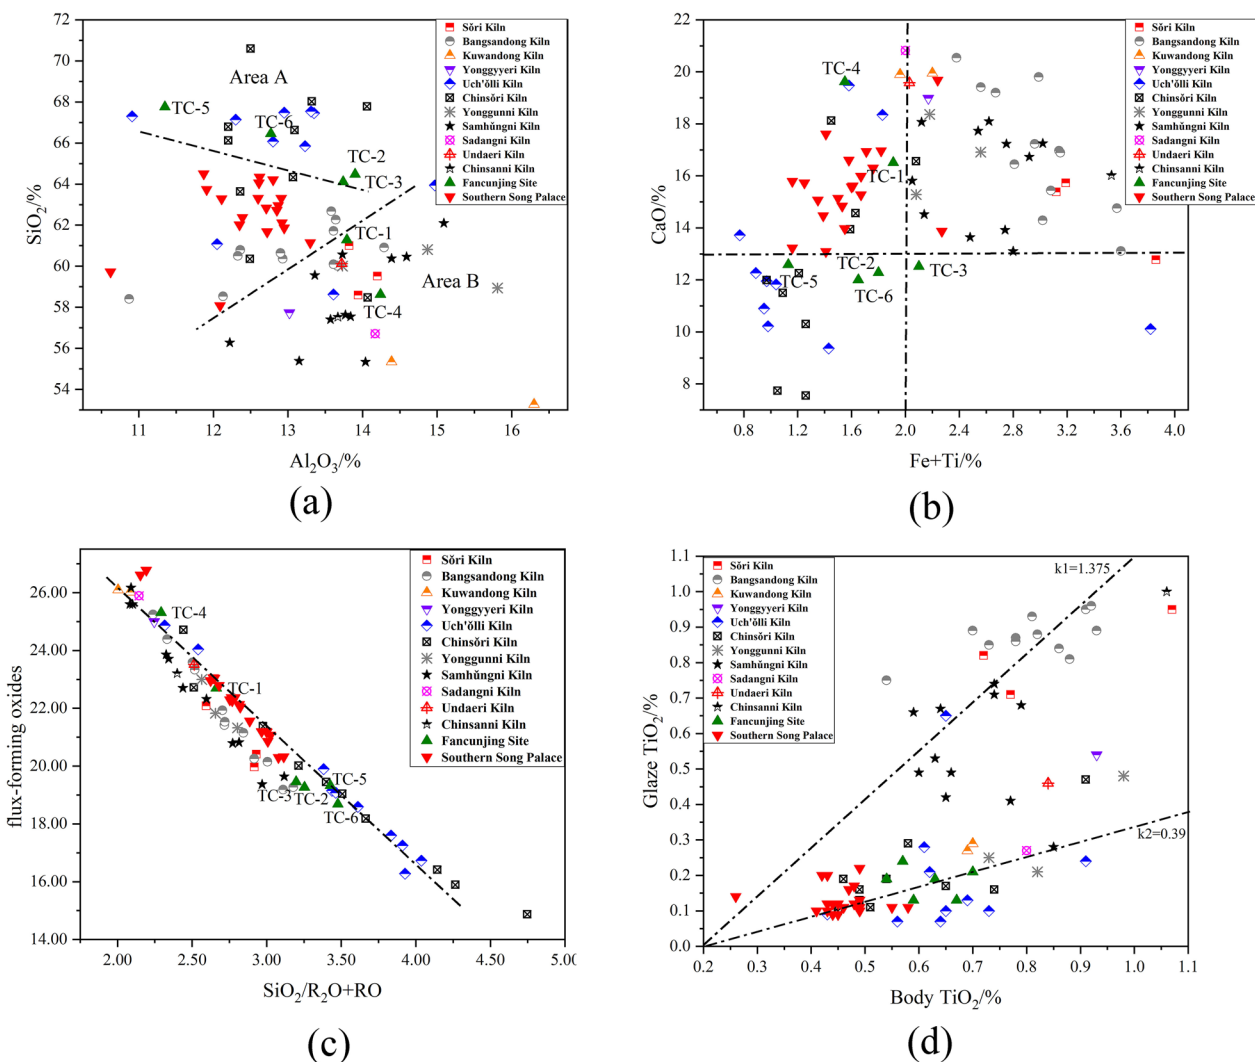 72
70
68
66
64
62
60
58
56
54
SiO₂/%
11
12
13
14
15
16
Al₂O₃/%
Area A
Area B
TC-5
TC-6
TC-2
TC-3
TC-1
TC-4
Sŏri Kiln
Bangsandong Kiln
Kuwandong Kiln
Yonggyyeri Kiln
Uch'ŏlli Kiln
Chinsŏri Kiln
Yonggunni Kiln
Samhŭngni Kiln
Sadangni Kiln
Undaeri Kiln
Chinsanni Kiln
Fancunjing Site
Southern Song Palace
(a)
22
20
18
16
14
12
10
8
CaO/%
0.8
1.2
1.6
2.0
2.4
2.8
3.2
3.6
4.0
Fe+Ti/%
TC-4
TC-1
TC-2
TC-3
TC-5
TC-6
Sŏri Kiln
Bangsandong Kiln
Kuwandong Kiln
Yonggyyeri Kiln
Uch'ŏlli Kiln
Chinsŏri Kiln
Yonggunni Kiln
Samhŭngni Kiln
Sadangni Kiln
Undaeri Kiln
Chinsanni Kiln
Fancunjing Site
Southern Song Palace
(b)
26.00
24.00
22.00
20.00
18.00
16.00
14.00
flux-forming oxides
2.00
2.50
3.00
3.50
4.00
4.50
5.00
SiO₂/R₂O+RO
TC-4
TC-1
TC-5
TC-3
TC-2
TC-6
Sŏri Kiln
Bangsandong Kiln
Kuwandong Kiln
Yonggyyeri Kiln
Uch'ŏlli Kiln
Chinsŏri Kiln
Yonggunni Kiln
Samhŭngni Kiln
Sadangni Kiln
Undaeri Kiln
Chinsanni Kiln
Fancunjing Site
Southern Song Palace
(c)
1.1
1.0
0.9
0.8
0.7
0.6
0.5
0.4
0.3
0.2
0.1
0.0
Glaze TiO₂/%
0.2
0.3
0.4
0.5
0.6
0.7
0.8
0.9
1.0
1.1
Body TiO₂/%
k1=1.375
k2=0.39
Sŏri Kiln
Bangsandong Kiln
Kuwandong Kiln
Yonggyyeri Kiln
Uch'ŏlli Kiln
Chinsŏri Kiln
Yonggunni Kiln
Samhŭngni Kiln
Sadangni Kiln
Undaeri Kiln
Chinsanni Kiln
Fancunjing Site
Southern Song Palace
(d)